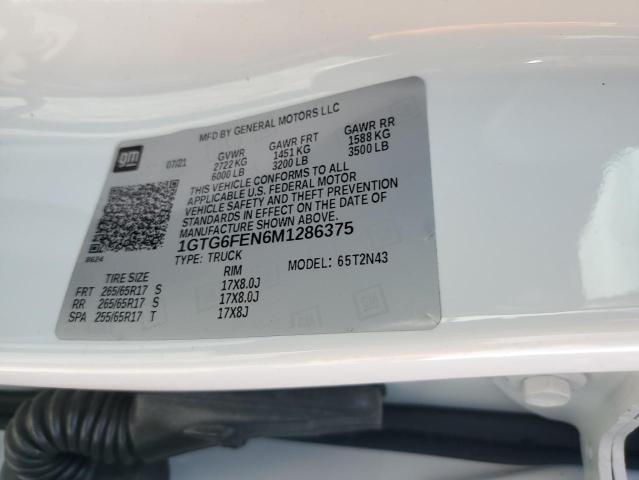 MFD BY GENERAL MOTORS LLC
gm
07/21
GVWR GAWR FRT GAWR RR
2722 KG 1451 KG 1588 KG
6000 LB 3200 LB 3500 LB
THIS VEHICLE CONFORMS TO ALL
APPLICABLE U.S. FEDERAL MOTOR
VEHICLE SAFETY AND THEFT PREVENTION
STANDARDS IN EFFECT ON THE DATE OF
MANUFACTURE SHOWN ABOVE.
1GTG6FEN6M1286375
TYPE: TRUCK MODEL: 65T2N43
TIRE SIZE RIM
FRT 265/65R17 S 17X8.0J
RR 265/65R17 S 17X8.0J
SPA 255/65R17 T 17X8J
GM